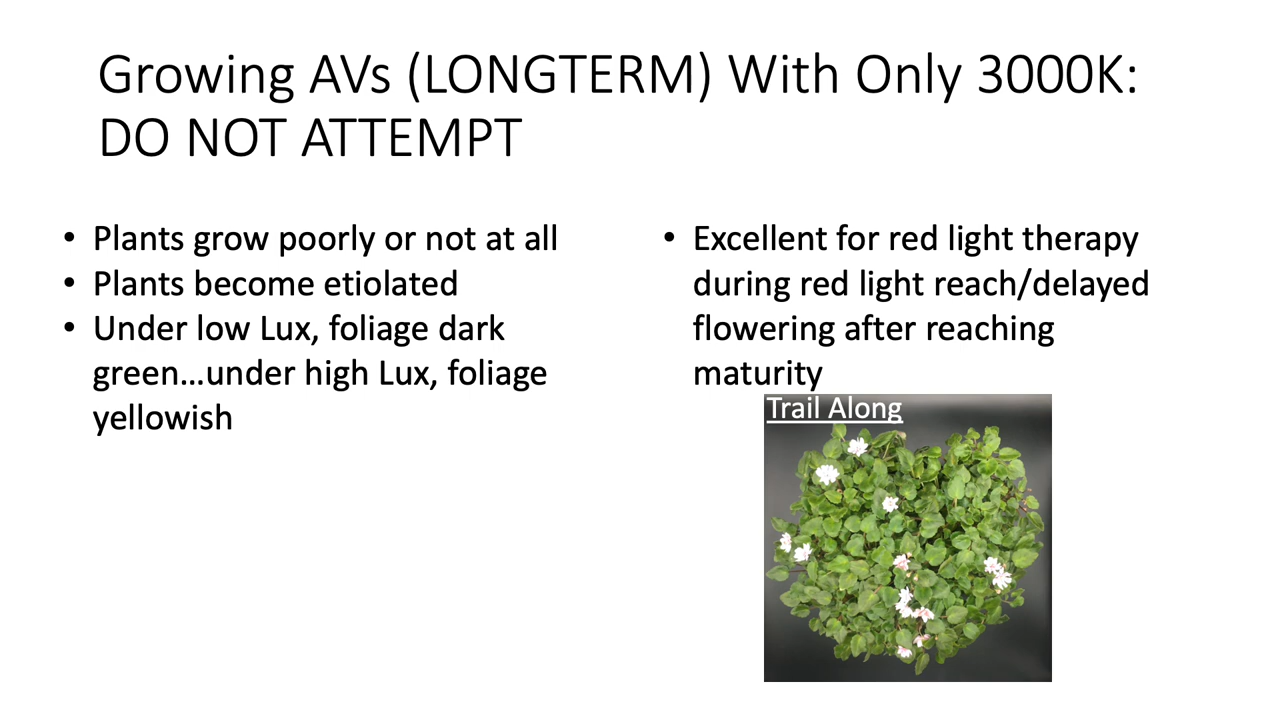 Growing AVs (LONGTERM) With Only 3000K:
DO NOT ATTEMPT
• Plants grow poorly or not at all
• Plants become etiolated
• Under low Lux, foliage dark
green...under high Lux, foliage
yellowish
• Excellent for red light therapy
during red light reach/delayed
flowering after reaching
maturity
Trail Along